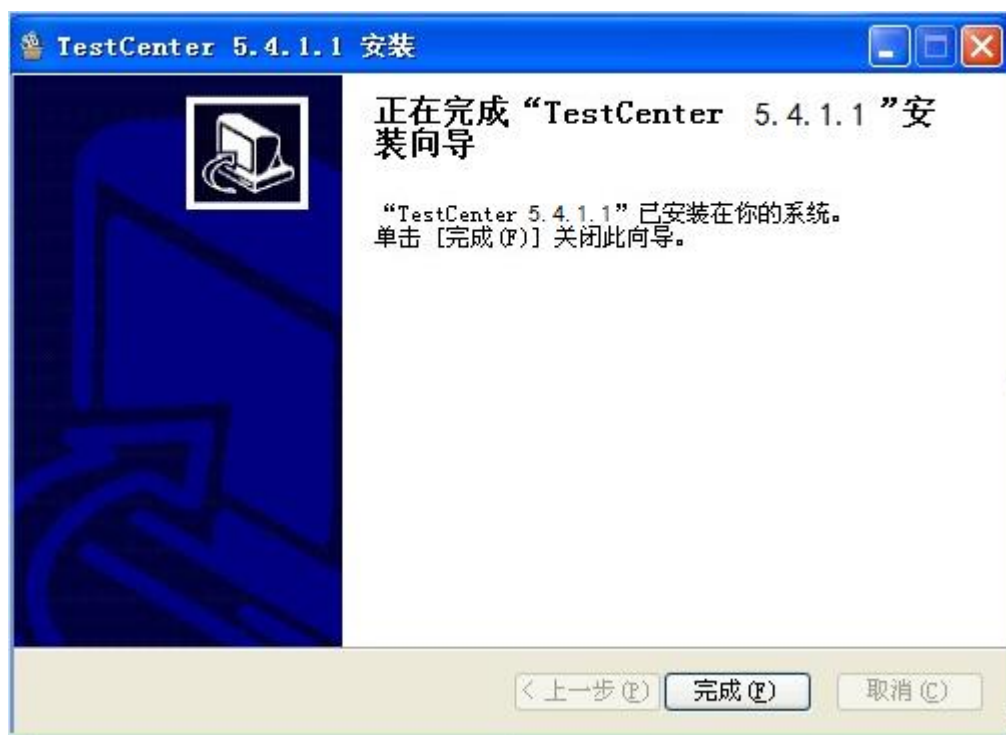 TestCenter 5.4.1.1 安装
正在完成“TestCenter 5.4.1.1”安
装向导
“TestCenter 5.4.1.1”已安装在你的系统。
单击 [完成(F)] 关闭此向导。
< 上一步(P) 完成(F) 取消(C)